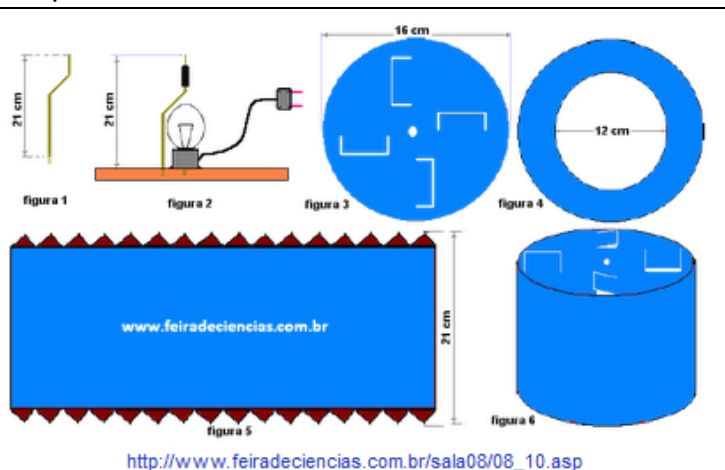 16 cm
21 cm
21 cm
12 cm
figura 1
figura 2
figura 3
figura 4
www.feiradeciencias.com.br
21 cm
figura 5
figura 6
http://www.feiradeciencias.com.br/sala08/08_10.asp